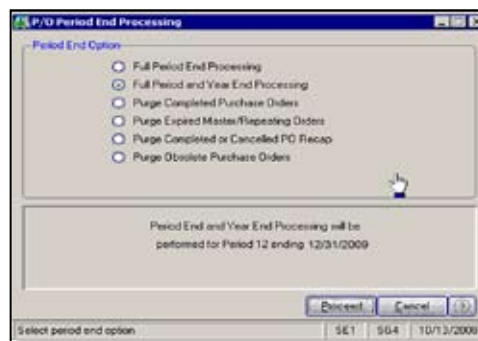 P/O Period End Processing
Period End Option
Full Period End Processing
Full Period and Year End Processing
Purge Completed Purchase Orders
Purge Expired Master/Repeating Orders
Purge Completed or Cancelled PO Recap
Purge Obsolete Purchase Orders
Period End and Year End Processing will be
performed for Period 12 ending 12/31/2009
Proceed Cancel
Select period end option SE1 SG4 10/13/2008